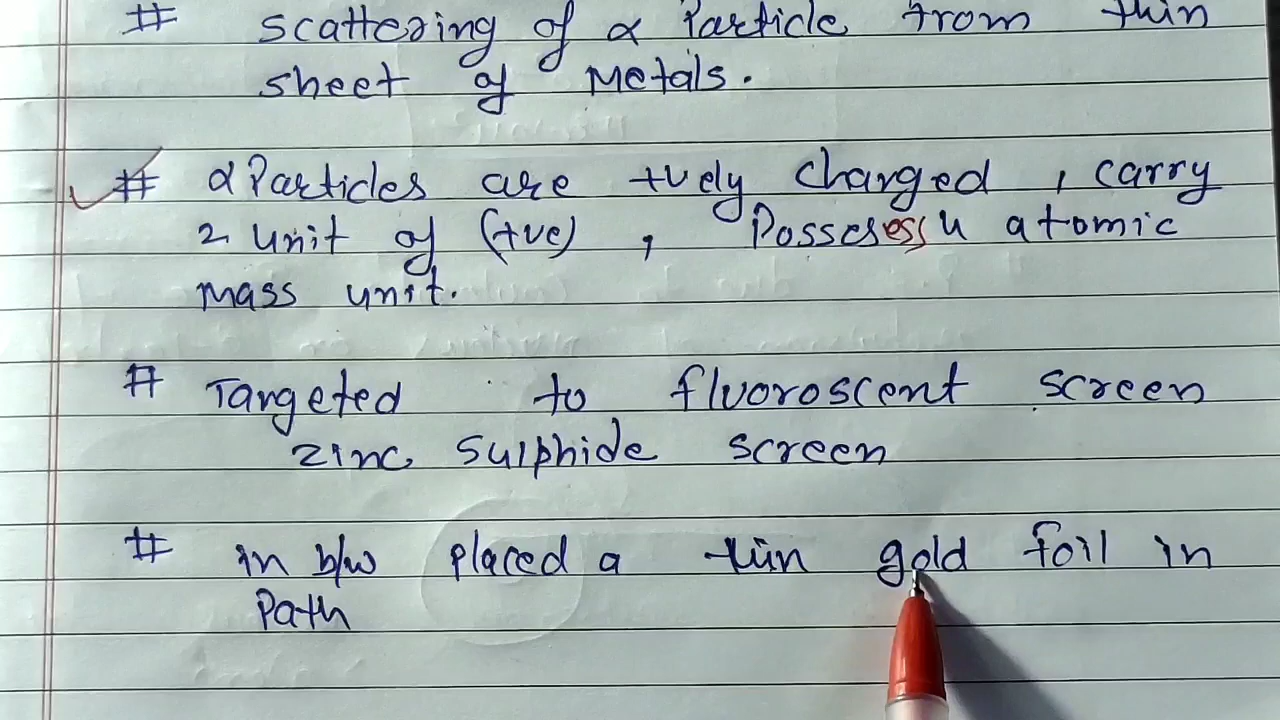 # scattering of α Particle from thin
sheet of Metals.
# α Particles are +vely charged, carry
2 unit of (+ve), Possesess 4 atomic
mass unit.
# Targeted to fluoroscent screen
zinc sulphide screen
# in b/w placed a thin gold foil in
Path